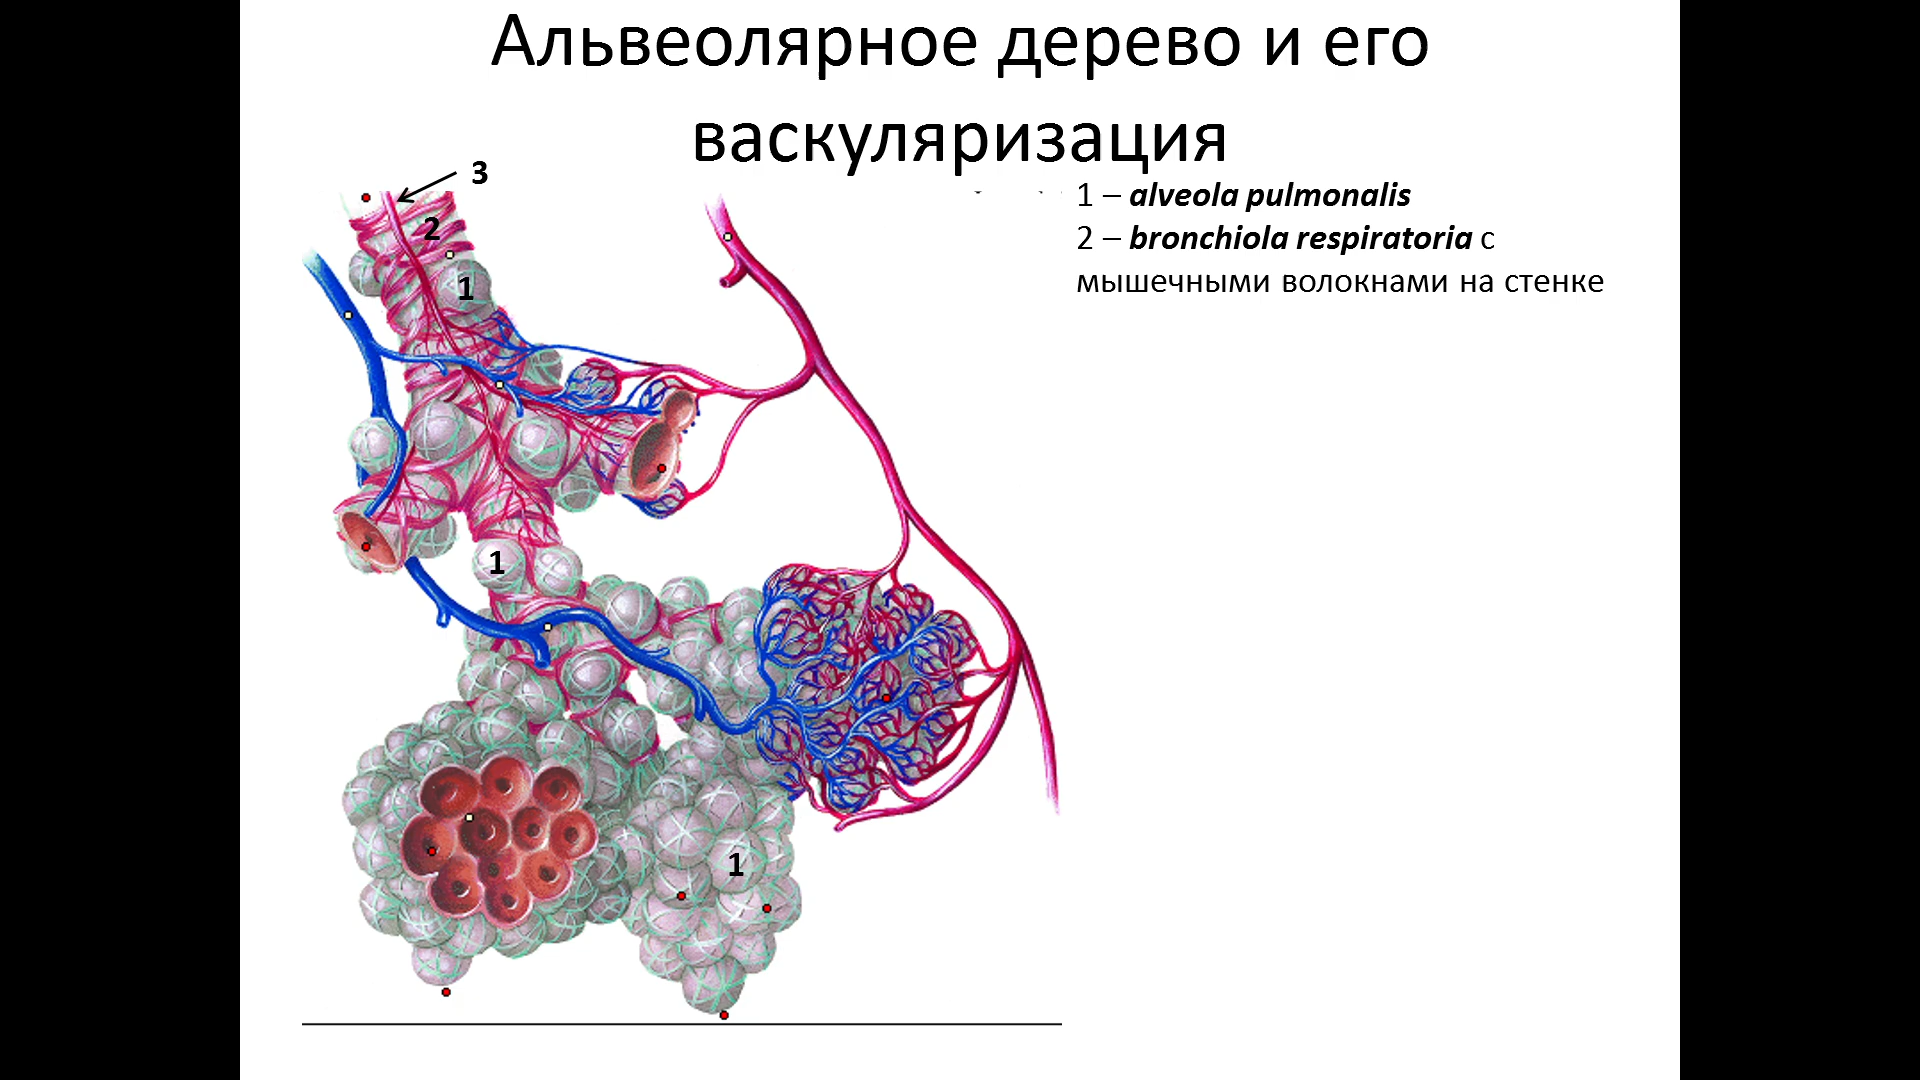 Альвеолярное дерево и его
васкуляризация
3
1 – alveola pulmonalis
2
2 – bronchiola respiratoria с
мышечными волокнами на стенке
1
1
1